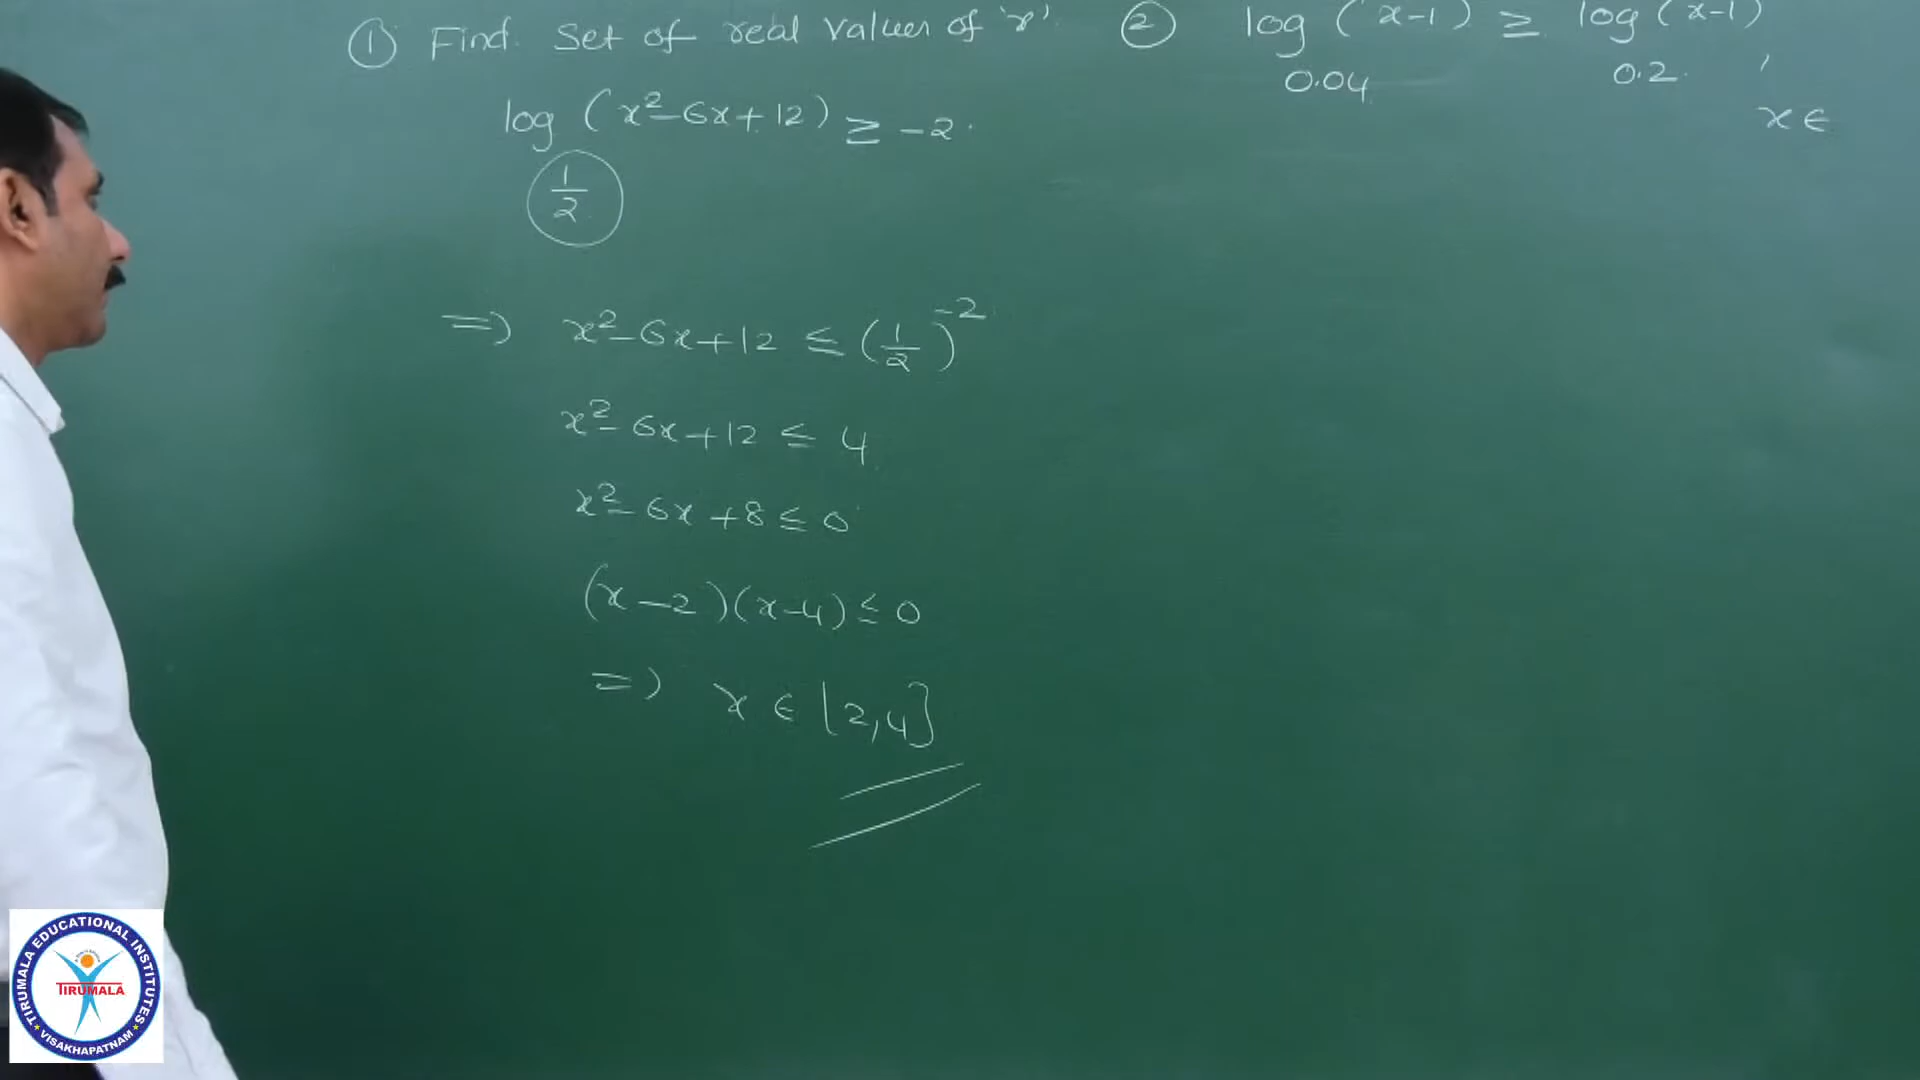 ① Find Set of real values of 'x'.
log (x²-6x+12) ≥ -2.
1/2
⇒ x²-6x+12 ≤ (1/2)^-2
x²-6x+12 ≤ 4
x²-6x+8 ≤ 0
(x-2)(x-4) ≤ 0
⇒ x ∈ [2,4]
② log (x-1) ≥ log (x-1),
0.04 0.2
x ∈
TIRUMALA EDUCATIONAL INSTITUTES
TIRUMALA
★ VISAKHAPATNAM ★